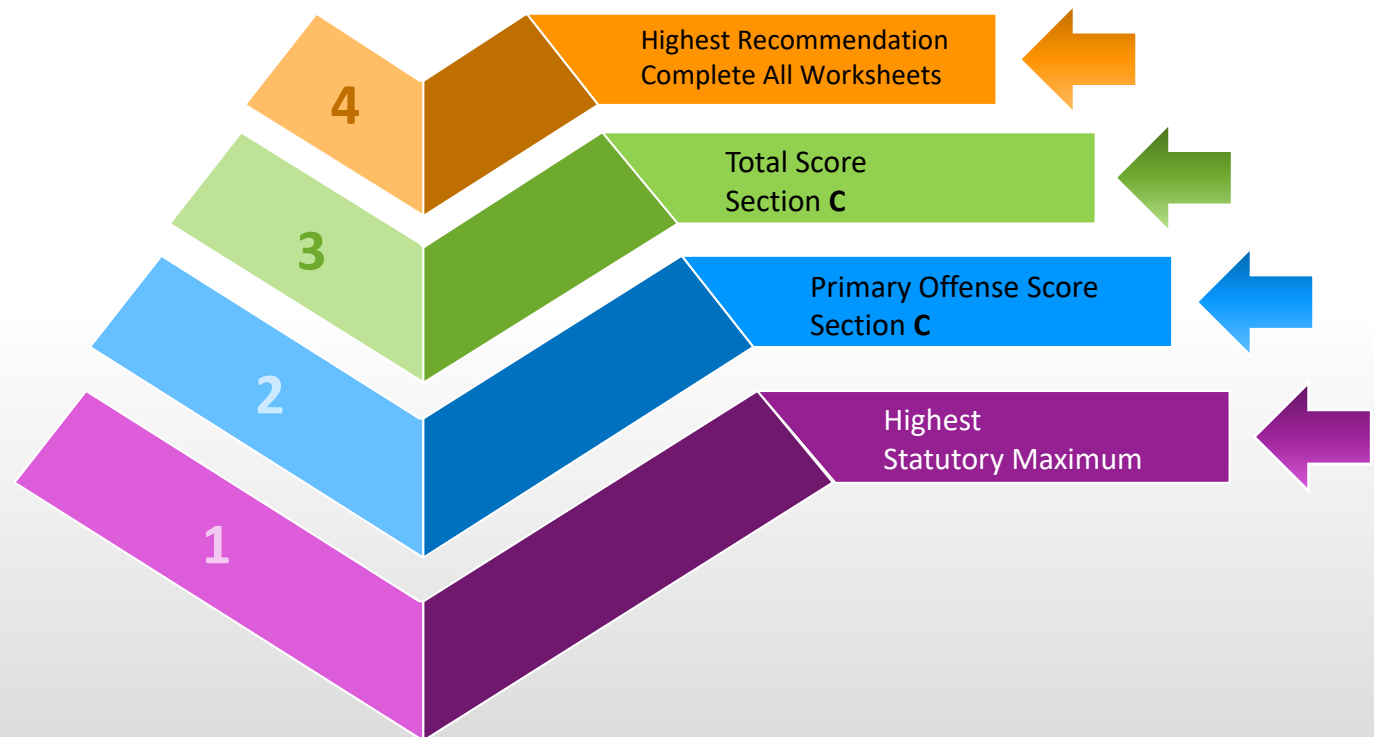 4
Highest Recommendation
Complete All Worksheets
3
Total Score
Section C
2
Primary Offense Score
Section C
1
Highest
Statutory Maximum